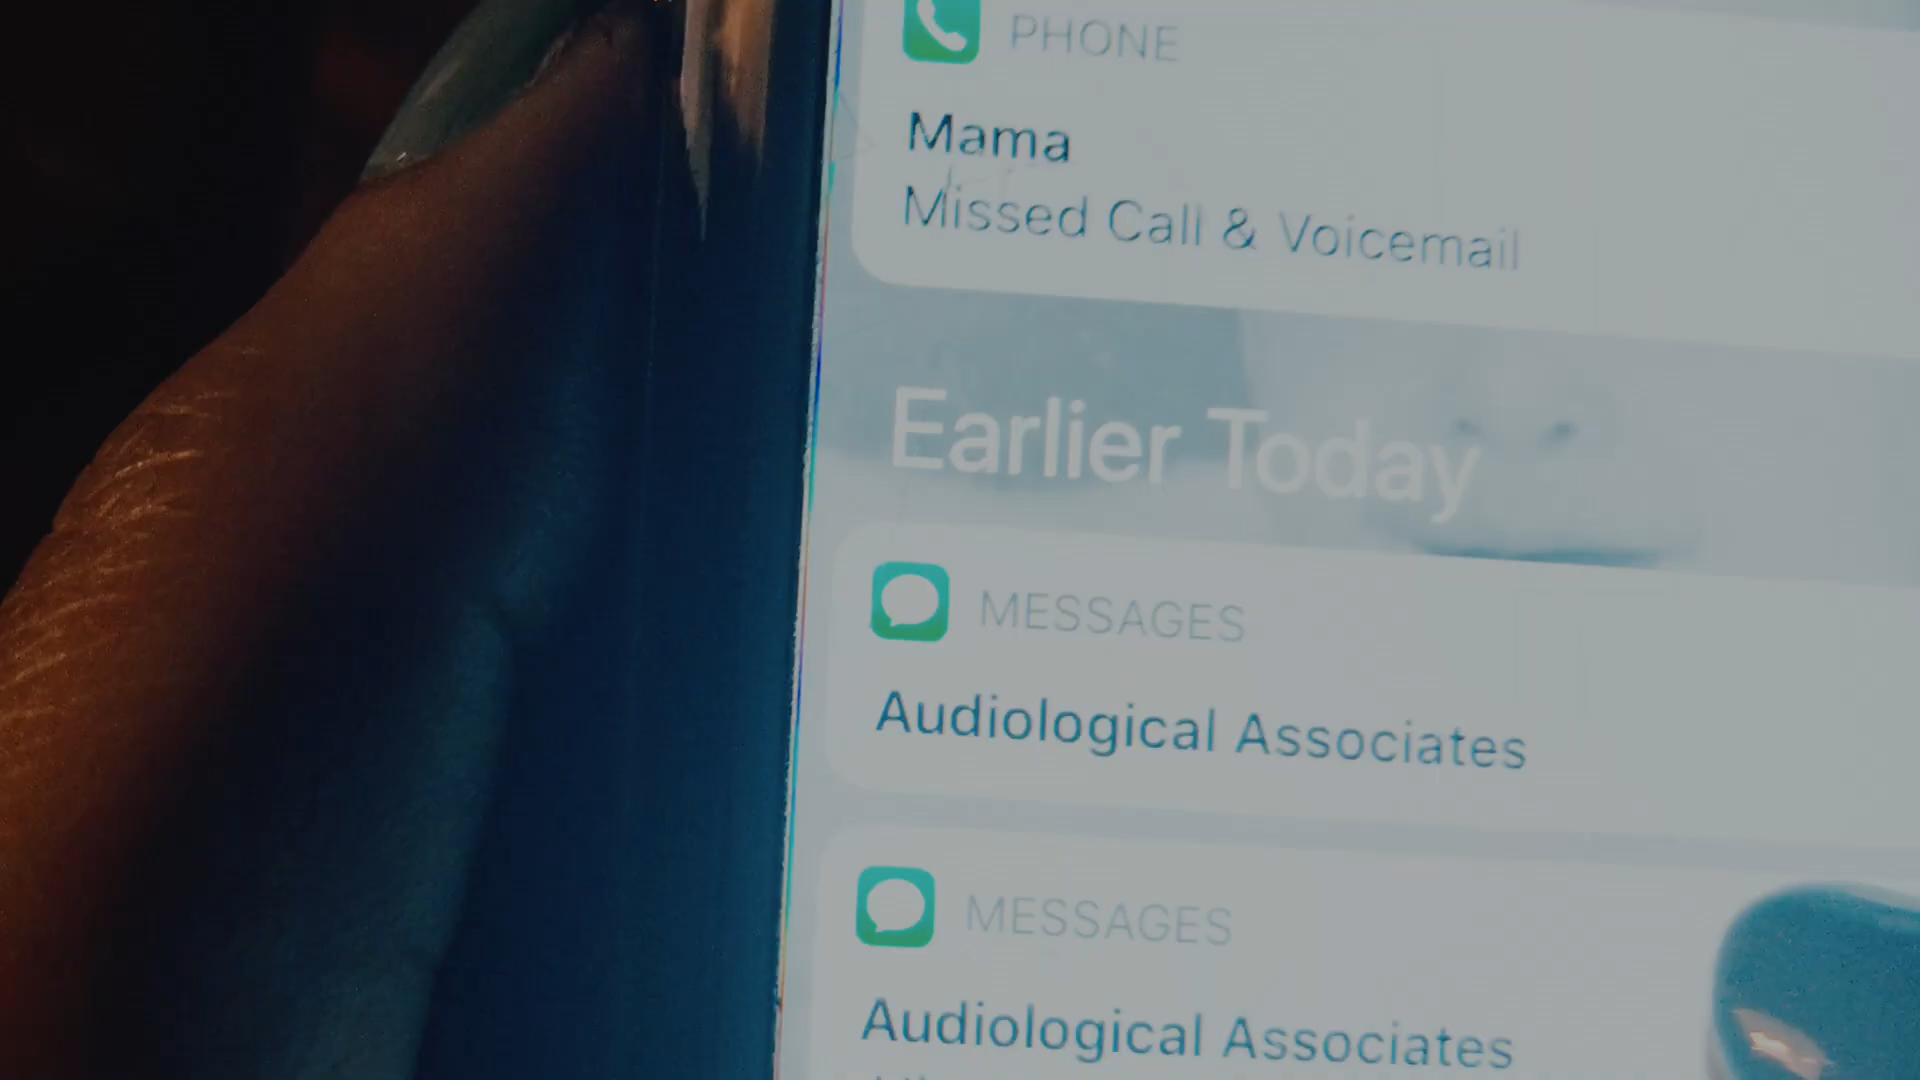 PHONE
Mama
Missed Call & Voicemail
Earlier Today
MESSAGES
Audiological Associates
MESSAGES
Audiological Associates